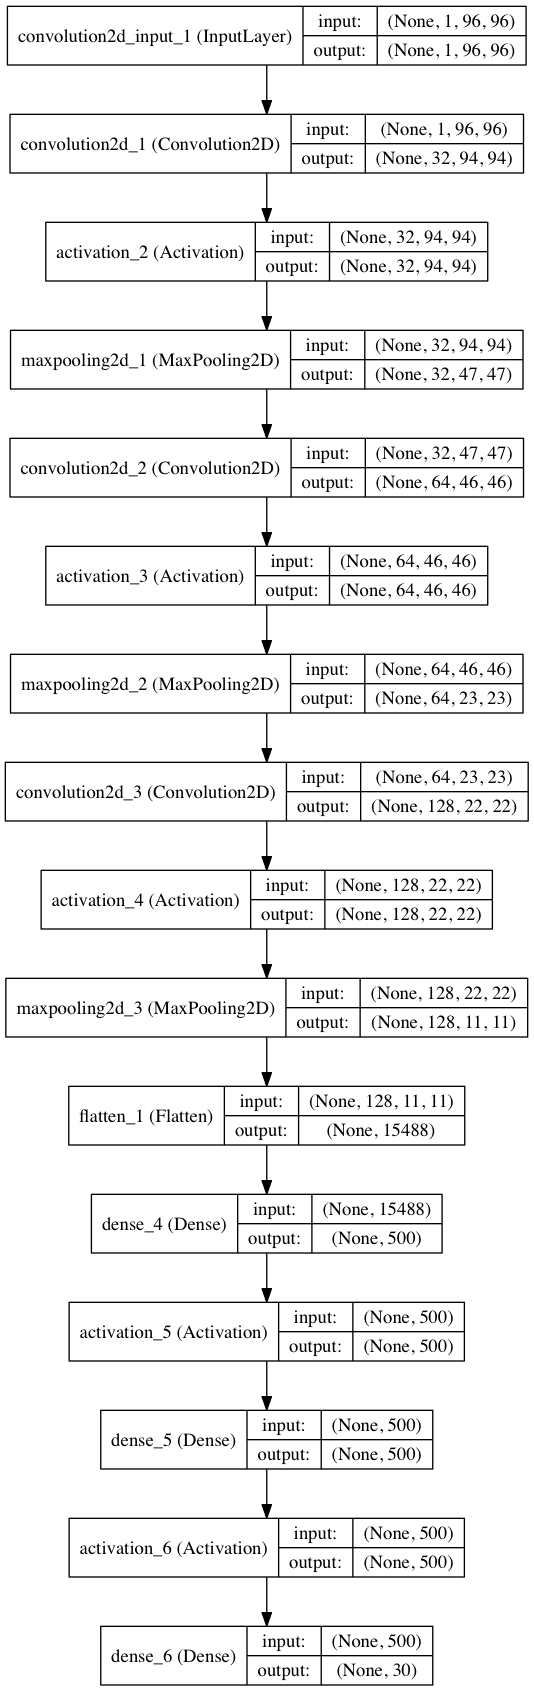 convolution2d_input_1 (InputLayer) input: (None, 1, 96, 96)
output: (None, 1, 96, 96)
convolution2d_1 (Convolution2D) input: (None, 1, 96, 96)
output: (None, 32, 94, 94)
activation_2 (Activation) input: (None, 32, 94, 94)
output: (None, 32, 94, 94)
maxpooling2d_1 (MaxPooling2D) input: (None, 32, 94, 94)
output: (None, 32, 47, 47)
convolution2d_2 (Convolution2D) input: (None, 32, 47, 47)
output: (None, 64, 46, 46)
activation_3 (Activation) input: (None, 64, 46, 46)
output: (None, 64, 46, 46)
maxpooling2d_2 (MaxPooling2D) input: (None, 64, 46, 46)
output: (None, 64, 23, 23)
convolution2d_3 (Convolution2D) input: (None, 64, 23, 23)
output: (None, 128, 22, 22)
activation_4 (Activation) input: (None, 128, 22, 22)
output: (None, 128, 22, 22)
maxpooling2d_3 (MaxPooling2D) input: (None, 128, 22, 22)
output: (None, 128, 11, 11)
flatten_1 (Flatten) input: (None, 128, 11, 11)
output: (None, 15488)
dense_4 (Dense) input: (None, 15488)
output: (None, 500)
activation_5 (Activation) input: (None, 500)
output: (None, 500)
dense_5 (Dense) input: (None, 500)
output: (None, 500)
activation_6 (Activation) input: (None, 500)
output: (None, 500)
dense_6 (Dense) input: (None, 500)
output: (None, 30)